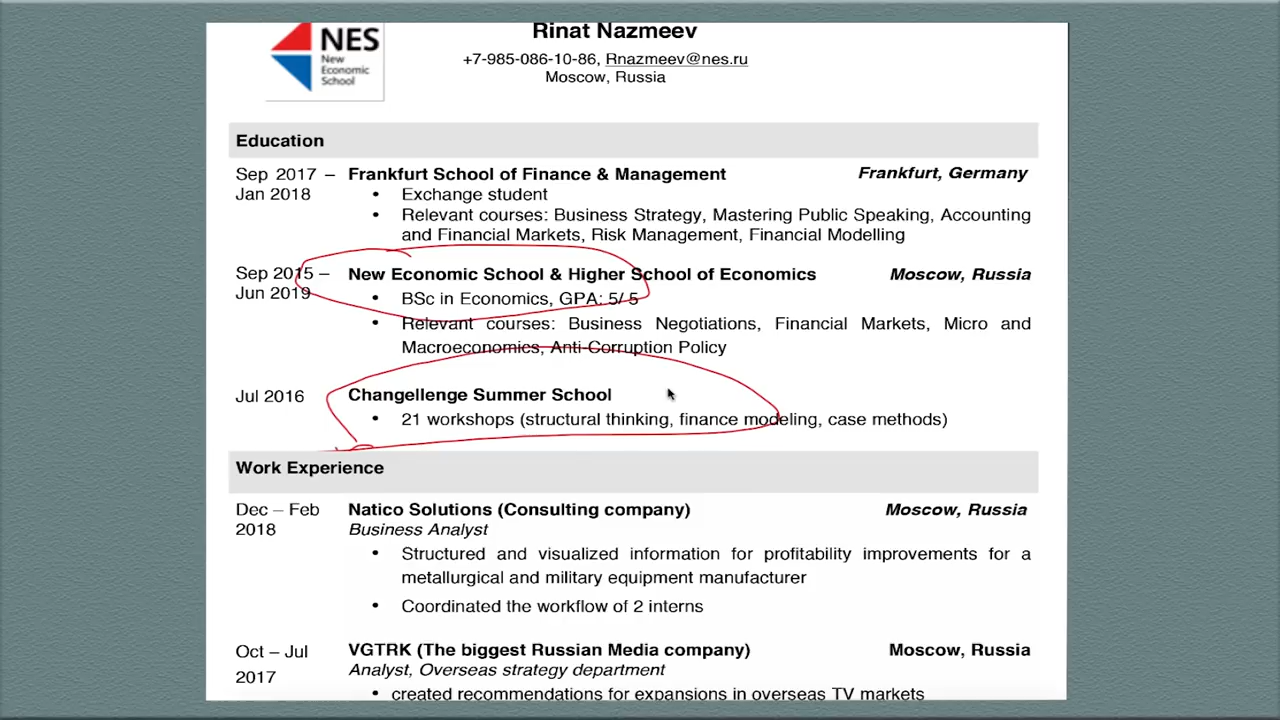 NES
New
Economic
School
Rinat Nazmeev
+7-985-086-10-86, Rnazmeev@nes.ru
Moscow, Russia
Education
Sep 2017 – Frankfurt School of Finance & Management Frankfurt, Germany
Jan 2018 • Exchange student
• Relevant courses: Business Strategy, Mastering Public Speaking, Accounting
and Financial Markets, Risk Management, Financial Modelling
Sep 2015 – New Economic School & Higher School of Economics Moscow, Russia
Jun 2019 • BSc in Economics, GPA: 5/ 5
• Relevant courses: Business Negotiations, Financial Markets, Micro and
Macroeconomics, Anti-Corruption Policy
Jul 2016 Changellenge Summer School
• 21 workshops (structural thinking, finance modeling, case methods)
Work Experience
Dec – Feb Natico Solutions (Consulting company) Moscow, Russia
2018 Business Analyst
• Structured and visualized information for profitability improvements for a
metallurgical and military equipment manufacturer
• Coordinated the workflow of 2 interns
Oct – Jul VGTRK (The biggest Russian Media company) Moscow, Russia
2017 Analyst, Overseas strategy department
• created recommendations for expansions in overseas TV markets